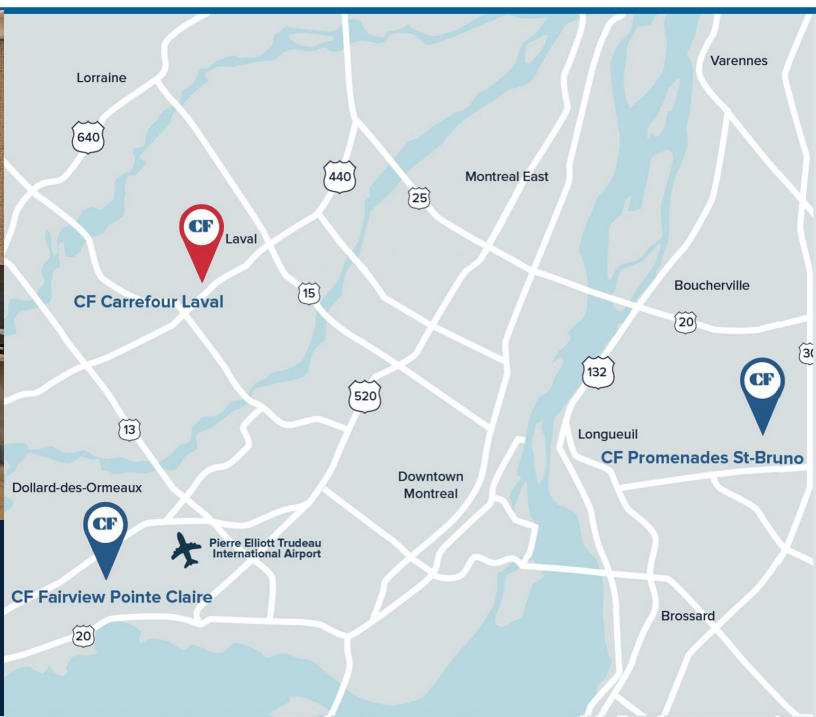 Varennes
Lorraine
640
440
Montreal East
25
CF
Laval
Boucherville
CF Carrefour Laval
15
20
132
CF
520
13
Longueuil
CF Promenades St-Bruno
Dollard-des-Ormeaux
Downtown
Montreal
CF
Pierre Elliott Trudeau
International Airport
CF Fairview Pointe Claire
Brossard
20